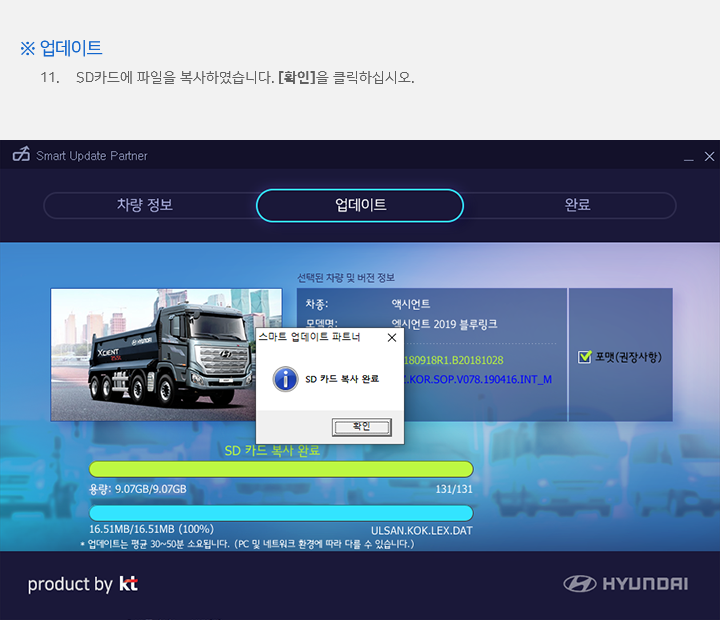 ※ 업데이트
11. SD카드에 파일을 복사하였습니다. [확인]을 클릭하십시오.
Smart Update Partner
차량 정보
업데이트
완료
선택된 차량 및 버전 정보
차종: 액시언트
모델명: 엑시언트 2019 블루링크
180918R1.B20181028
.KOR.SOP.V078.190416.INT_M
포맷(권장사항)
XCIENT
HYUNDAI
스마트 업데이트 파트너
SD 카드 복사 완료
확인
SD 카드 복사 완료
용량: 9.07GB/9.07GB 131/131
16.51MB/16.51MB (100%) ULSAN.KOK.LEX.DAT
* 업데이트는 평균 30~50분 소요됩니다. (PC 및 네트워크 환경에 따라 다를 수 있습니다.)
product by kt
HYUNDAI